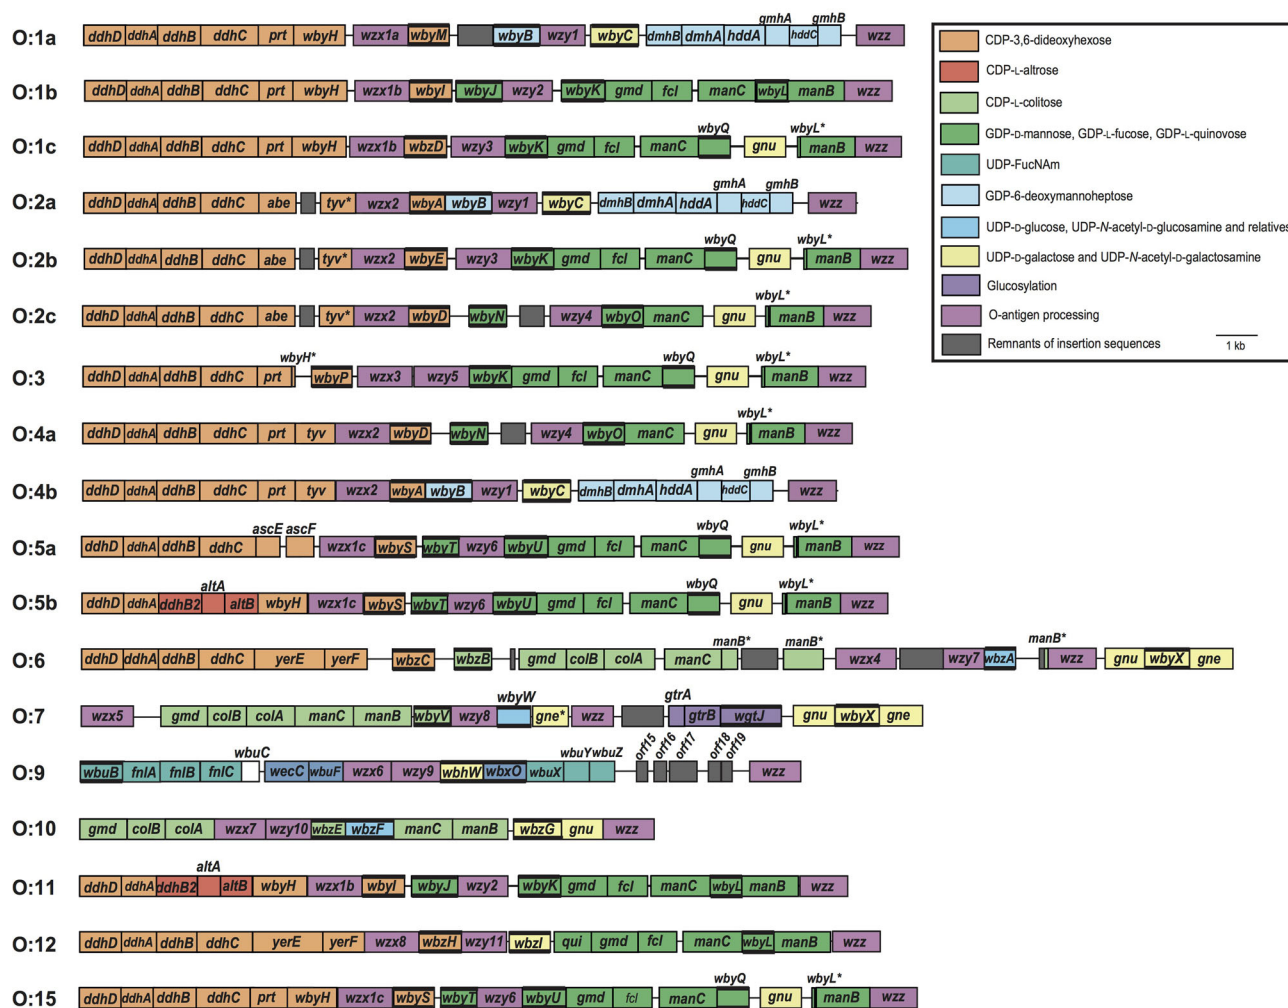 O:1a ddhD ddhA ddhB ddhC prt wbyH wzx1a wbyM wbyB wzy1 wbyC dmhB dmhA hddA gmhA hddC gmhB wzz
O:1b ddhD ddhA ddhB ddhC prt wbyH wzx1b wbyI wbyJ wzy2 wbyK gmd fcl manC wbyL manB wzz
O:1c ddhD ddhA ddhB ddhC prt wbyH wzx1b wbzD wzy3 wbyK gmd fcl manC wbyQ gnu wbyL* manB wzz
O:2a ddhD ddhA ddhB ddhC abe tyv* wzx2 wbyA wbyB wzy1 wbyC dmhB dmhA hddA gmhA hddC gmhB wzz
O:2b ddhD ddhA ddhB ddhC abe tyv* wzx2 wbyE wzy3 wbyK gmd fcl manC wbyQ gnu wbyL* manB wzz
O:2c ddhD ddhA ddhB ddhC abe tyv* wzx2 wbyD wbyN wzy4 wbyO manC gnu wbyL* manB wzz
O:3 ddhD ddhA ddhB ddhC prt wbyH* wbyP wzx3 wzy5 wbyK gmd fcl manC wbyQ gnu wbyL* manB wzz
O:4a ddhD ddhA ddhB ddhC prt tyv wzx2 wbyD wbyN wzy4 wbyO manC gnu wbyL* manB wzz
O:4b ddhD ddhA ddhB ddhC prt tyv wzx2 wbyA wbyB wzy1 wbyC dmhB dmhA hddA gmhA hddC gmhB wzz
O:5a ddhD ddhA ddhB ddhC ascE ascF wzx1c wbyS wbyT wzy6 wbyU gmd fcl manC wbyQ gnu wbyL* manB wzz
O:5b ddhD ddhA ddhB2 altA altB wbyH wzx1c wbyS wbyT wzy6 wbyU gmd fcl manC wbyQ gnu wbyL* manB wzz
O:6 ddhD ddhA ddhB ddhC yerE yerF wbzC wbzB gmd colB colA manC manB* manB* wzx4 wzy7 wbzA manB* wzz gnu wbyX gne
O:7 wzx5 gmd colB colA manC manB wbyV wzy8 wbyW gne* wzz gtrA gtrB wgtJ gnu wbyX gne
O:9 wbuB fnlA fnlB fnlC wbuC wecC wbuF wzx6 wzy9 wbhW wbxO wbuX wbuY wbuZ orf15 orf16 orf17 orf18 orf19 wzz
O:10 gmd colB colA wzx7 wzy10 wbzE wbzF manC manB wbzG gnu wzz
O:11 ddhD ddhA ddhB2 altA altB wbyH wzx1b wbyI wbyJ wzy2 wbyK gmd fcl manC wbyL manB wzz
O:12 ddhD ddhA ddhB ddhC yerE yerF wzx8 wbzH wzy11 wbzI qui gmd fcl manC wbyL manB wzz
O:15 ddhD ddhA ddhB ddhC prt wbyH wzx1c wbyS wbyT wzy6 wbyU gmd fcl manC wbyQ gnu wbyL* manB wzz
CDP-3,6-dideoxyhexose
CDP-L-altrose
CDP-L-colitose
GDP-D-mannose, GDP-L-fucose, GDP-L-quinovose
UDP-FucNAm
GDP-6-deoxymannoheptose
UDP-D-glucose, UDP-N-acetyl-D-glucosamine and relatives
UDP-D-galactose and UDP-N-acetyl-D-galactosamine
Glucosylation
O-antigen processing
Remnants of insertion sequences
1 kb